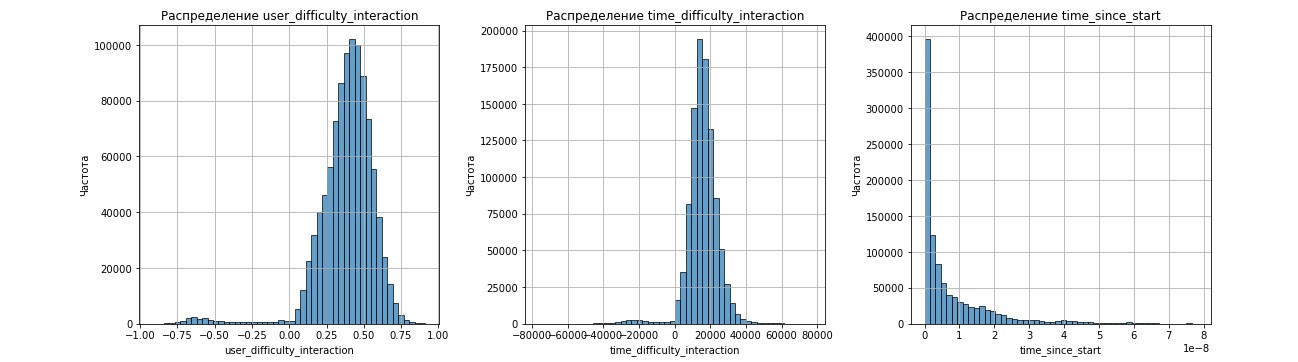 Распределение user_difficulty_interaction
100000
80000
60000
40000
20000
0
Частота
−1.00 −0.75 −0.50 −0.25 0.00 0.25 0.50 0.75 1.00
user_difficulty_interaction
Распределение time_difficulty_interaction
200000
175000
150000
125000
100000
75000
50000
25000
0
Частота
−80000 −60000 −40000 −20000 0 20000 40000 60000 80000
time_difficulty_interaction
Распределение time_since_start
400000
350000
300000
250000
200000
150000
100000
50000
0
Частота
0 1 2 3 4 5 6 7 8
1e−8
time_since_start